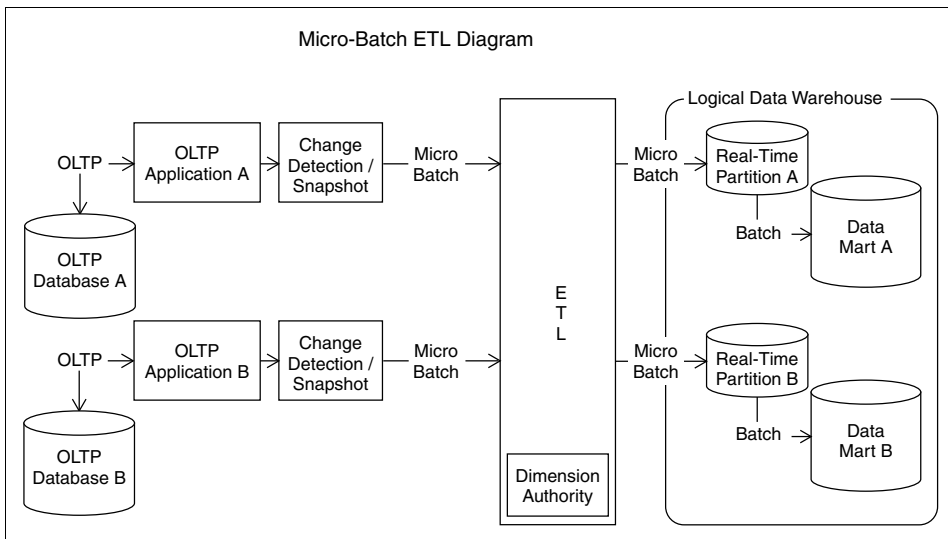 Micro-Batch ETL Diagram
Logical Data Warehouse
OLTP
OLTP
Application A
Change
Detection /
Snapshot
Micro
Batch
Micro
Batch
Real-Time
Partition A
Batch
Data
Mart A
OLTP
Database A
E
T
L
OLTP
OLTP
Application B
Change
Detection /
Snapshot
Micro
Batch
Micro
Batch
Real-Time
Partition B
Batch
Data
Mart B
OLTP
Database B
Dimension
Authority